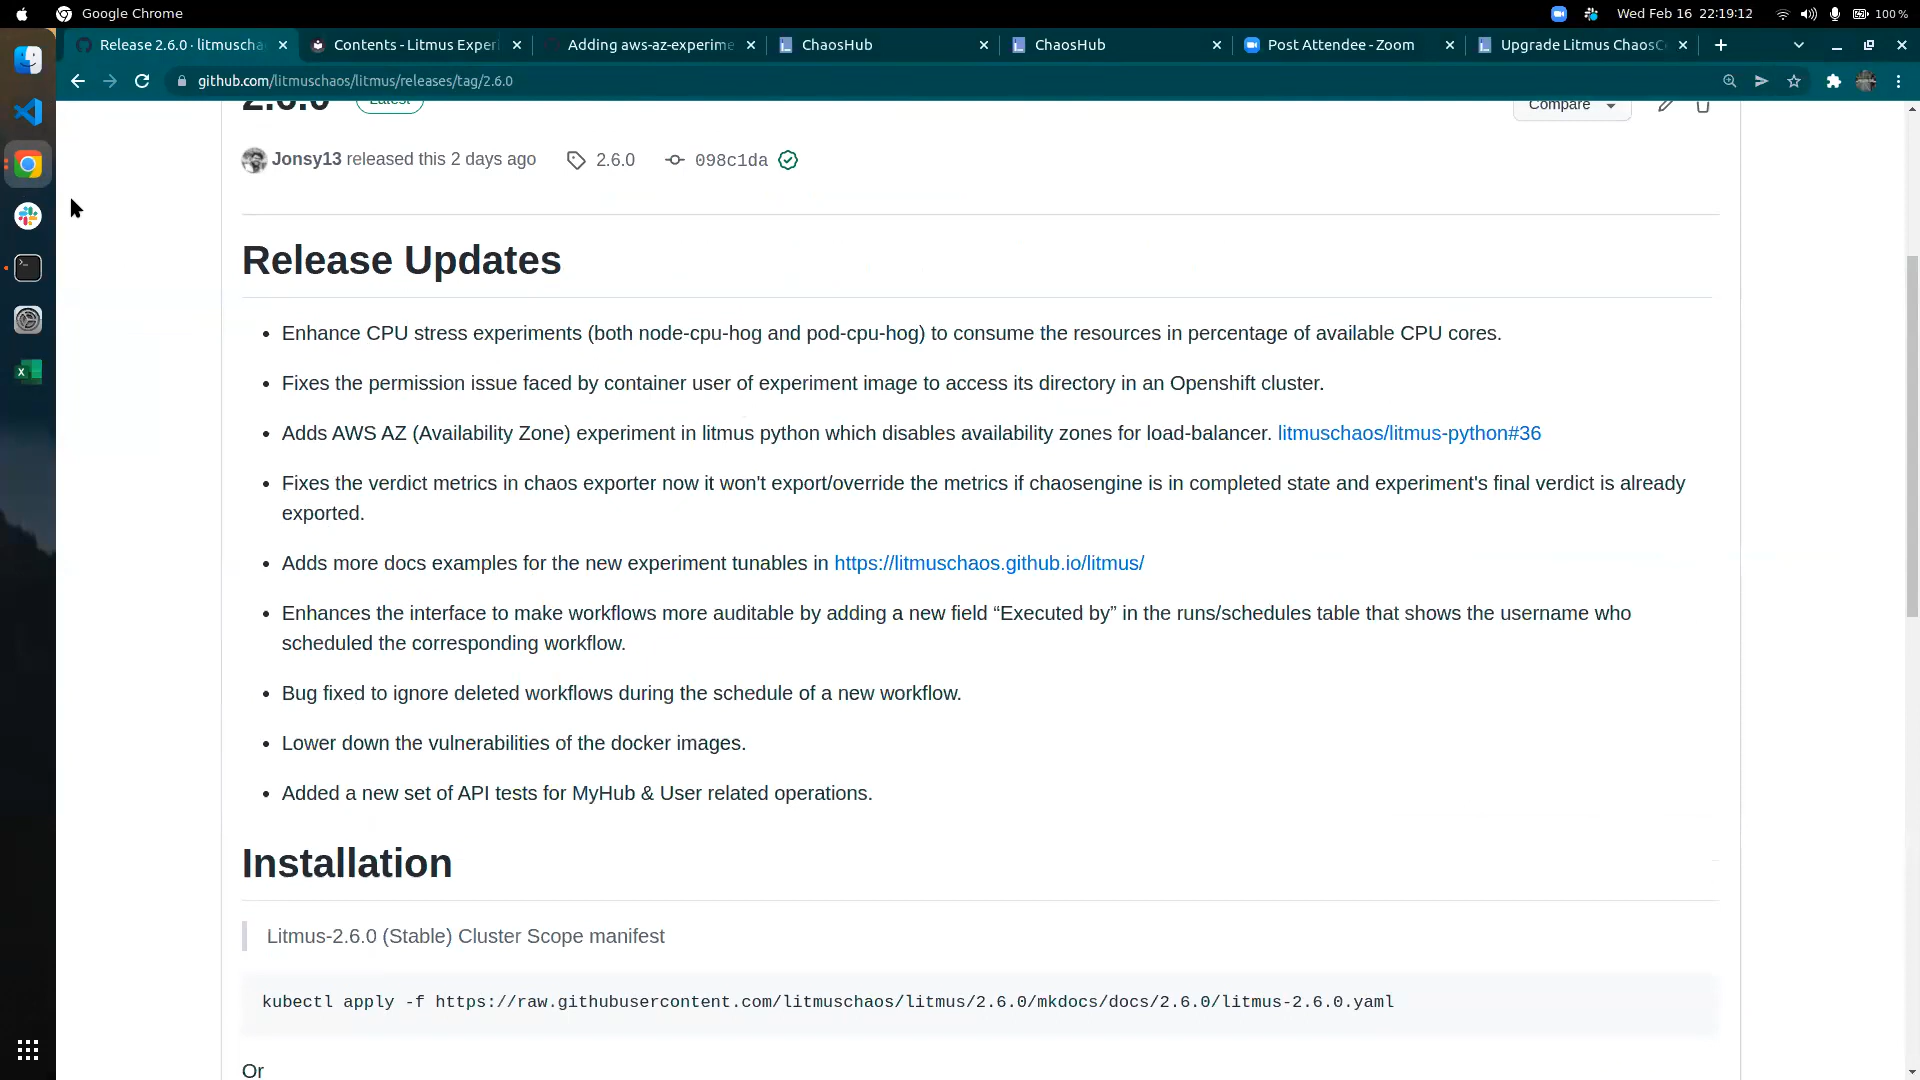 Google Chrome
Wed Feb 16 22:19:12
100 %
Release 2.6.0 · litmuscha
Contents - Litmus Exper
Adding aws-az-experime
ChaosHub
ChaosHub
Post Attendee - Zoom
Upgrade Litmus ChaosC
github.com/litmuschaos/litmus/releases/tag/2.6.0
2.6.0
Latest
Compare
Jonsy13 released this 2 days ago
2.6.0
098c1da
Release Updates
• Enhance CPU stress experiments (both node-cpu-hog and pod-cpu-hog) to consume the resources in percentage of available CPU cores.
• Fixes the permission issue faced by container user of experiment image to access its directory in an Openshift cluster.
• Adds AWS AZ (Availability Zone) experiment in litmus python which disables availability zones for load-balancer. litmuschaos/litmus-python#36
• Fixes the verdict metrics in chaos exporter now it won't export/override the metrics if chaosengine is in completed state and experiment's final verdict is already
exported.
• Adds more docs examples for the new experiment tunables in https://litmuschaos.github.io/litmus/
• Enhances the interface to make workflows more auditable by adding a new field “Executed by” in the runs/schedules table that shows the username who
scheduled the corresponding workflow.
• Bug fixed to ignore deleted workflows during the schedule of a new workflow.
• Lower down the vulnerabilities of the docker images.
• Added a new set of API tests for MyHub & User related operations.
Installation
Litmus-2.6.0 (Stable) Cluster Scope manifest
kubectl apply -f https://raw.githubusercontent.com/litmuschaos/litmus/2.6.0/mkdocs/docs/2.6.0/litmus-2.6.0.yaml
Or